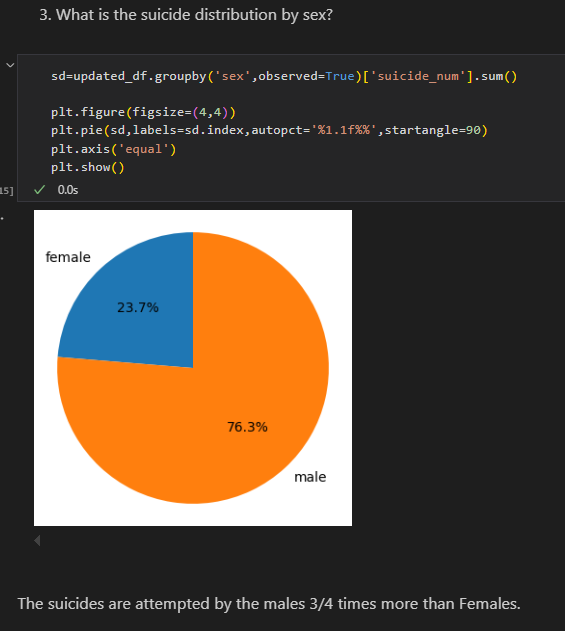 3. What is the suicide distribution by sex?
sd=updated_df.groupby('sex',observed=True)['suicide_num'].sum()
plt.figure(figsize=(4,4))
plt.pie(sd,labels=sd.index,autopct='%1.1f%%',startangle=90)
plt.axis('equal')
plt.show()
15]
0.0s
female
23.7%
76.3%
male
The suicides are attempted by the males 3/4 times more than Females.